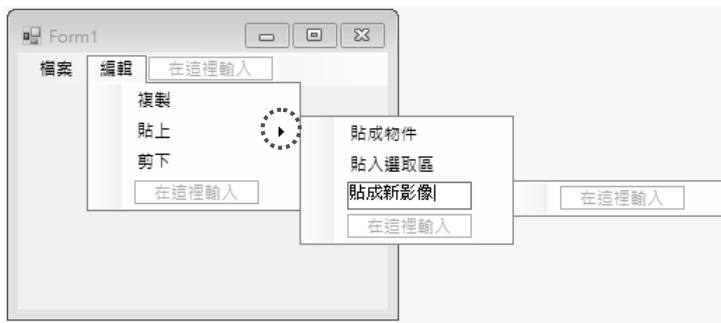 Form1
檔案 編輯 在這裡輸入
複製
貼上
剪下
在這裡輸入
貼成物件
貼入選取區
貼成新影像
在這裡輸入
在這裡輸入